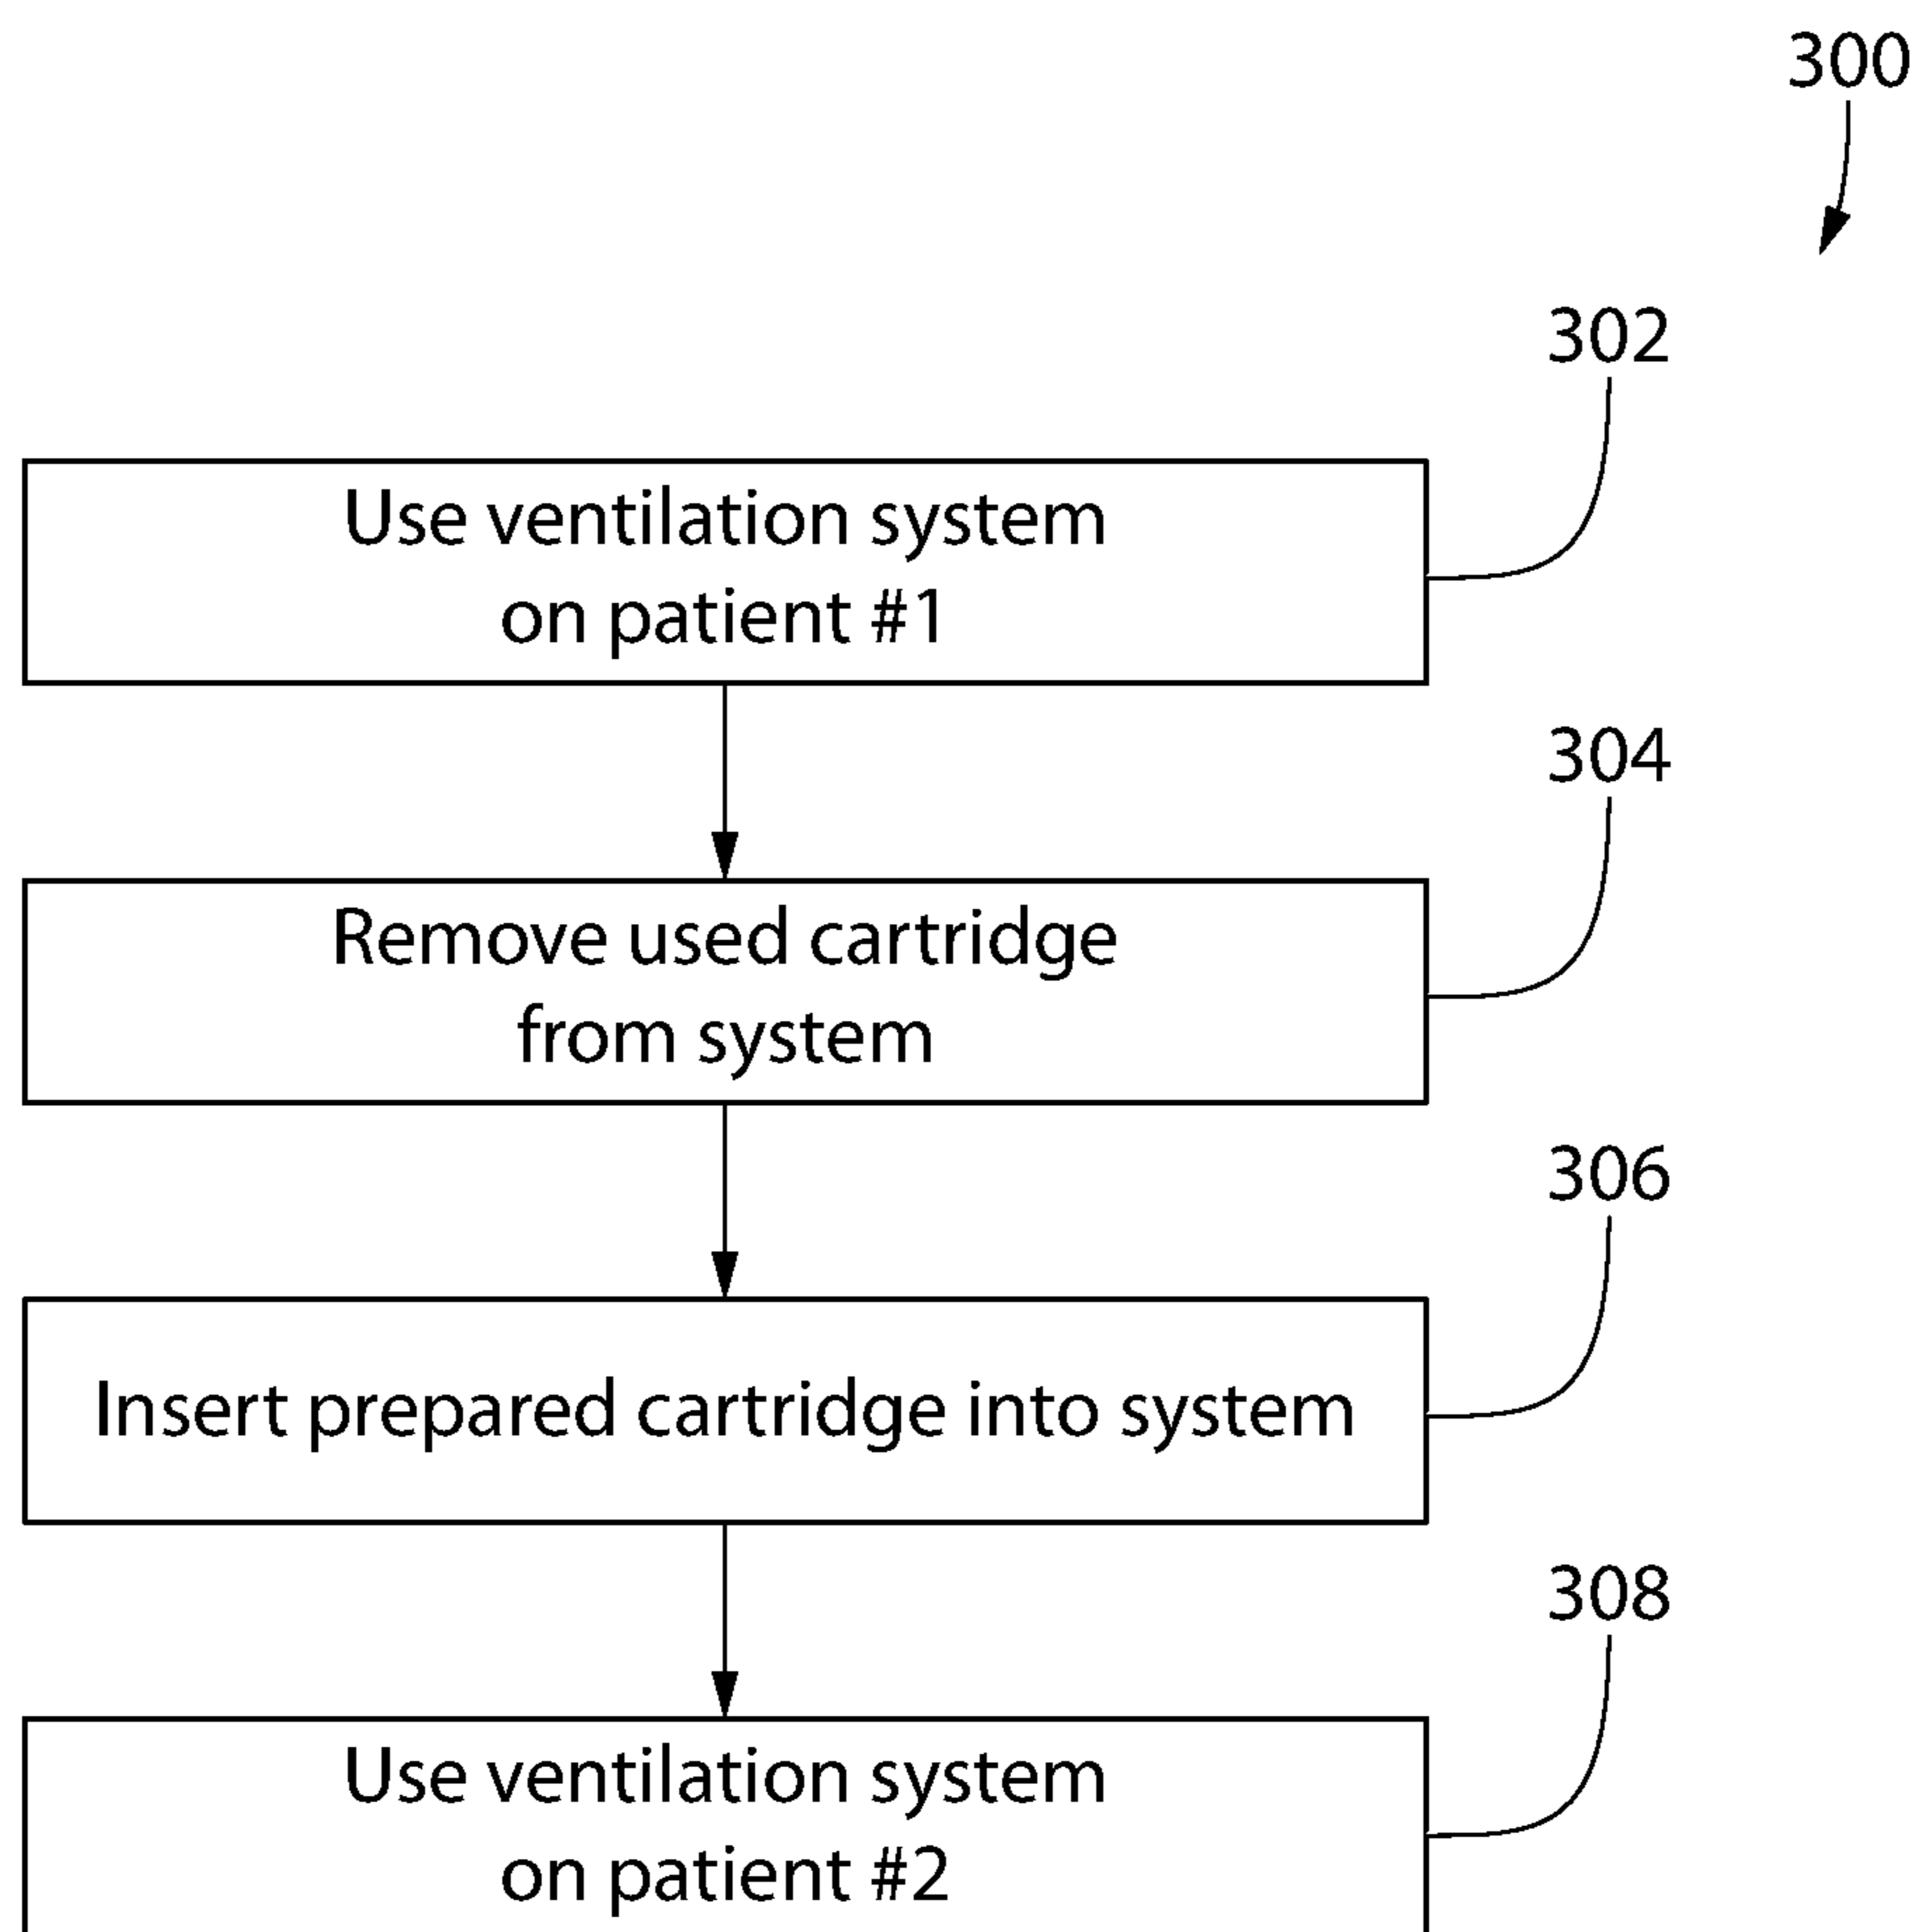 300
302
Use ventilation system
on patient #1
304
Remove used cartridge
from system
306
Insert prepared cartridge into system
308
Use ventilation system
on patient #2